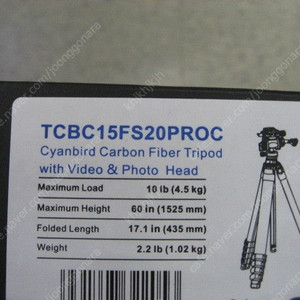 TCBC15FS20PROC
Cyanbird Carbon Fiber Tripod
with Video & Photo Head
Maximum Load 10 lb (4.5 kg)
Maximum Height 60 in (1525 mm)
Folded Length 17.1 in (435 mm)
Weight 2.2 lb (1.02 kg)